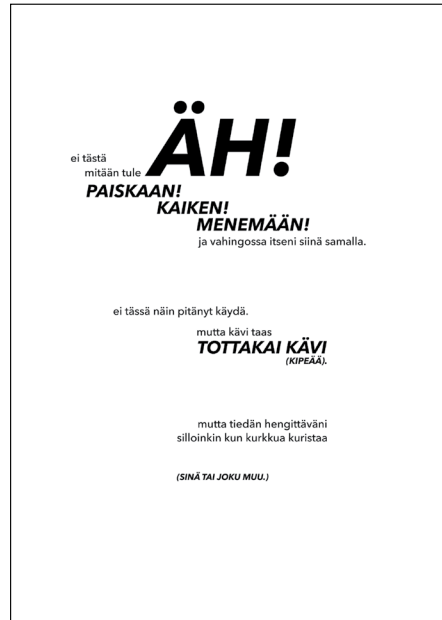 ei tästä
mitään tule ÄH!
PAISKAAN!
KAIKEN!
MENEMÄÄN!
ja vahingossa itseni siinä samalla.
ei tässä näin pitänyt käydä.
mutta kävi taas
TOTTAKAI KÄVI
(KIPEÄÄ).
mutta tiedän hengittäväni
silloinkin kun kurkkua kuristaa
(SINÄ TAI JOKU MUU.)